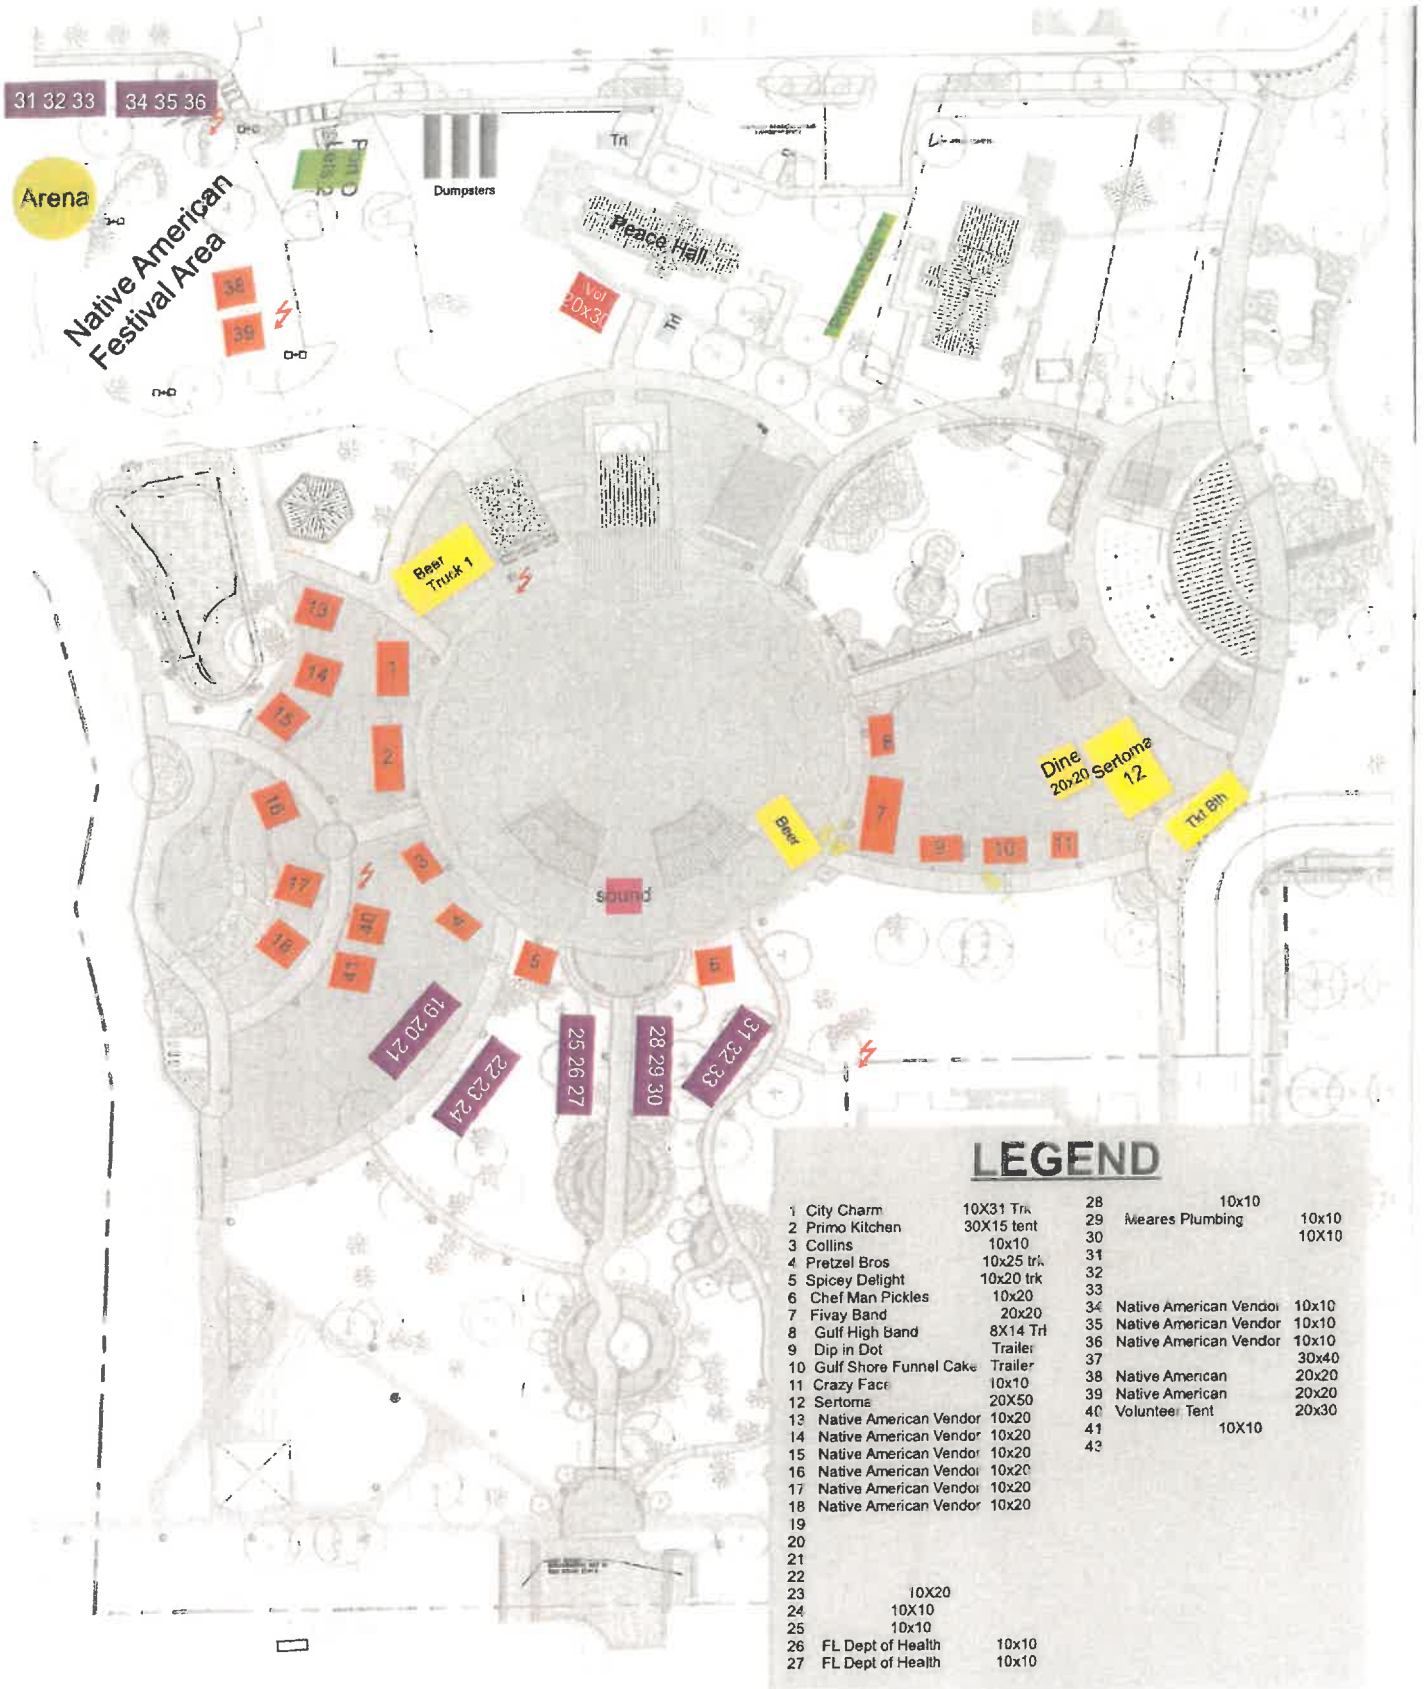 31 32 33
34 35 36
Arena
Native American
Festival Area
Dumpsters
Trl
Peace Hall
Vol
20x30
Trl
38
39
Beer
Truck 1
13
14
15
1
2
16
17
18
3
4
40
41
5
6
sound
Beer
8
7
9
10
11
Dine
20x20
Sertoma
12
Tkt Bth
19 20 21
22 23 24
25 26 27
28 29 30
31 32 33
LEGEND
1 City Charm 10X31 Trk
2 Primo Kitchen 30X15 tent
3 Collins 10x10
4 Pretzel Bros 10x25 trk
5 Spicey Delight 10x20 trk
6 Chef Man Pickles 10x20
7 Fivay Band 20x20
8 Gulf High Band 8X14 Trl
9 Dip in Dot Trailer
10 Gulf Shore Funnel Cake Trailer
11 Crazy Face 10x10
12 Sertoma 20X50
13 Native American Vendor 10x20
14 Native American Vendor 10x20
15 Native American Vendor 10x20
16 Native American Vendor 10x20
17 Native American Vendor 10x20
18 Native American Vendor 10x20
19
20
21
22
23 10X20
24 10X10
25 10x10
26 FL Dept of Health 10x10
27 FL Dept of Health 10x10
28 10x10
29 Meares Plumbing 10x10
30 10X10
31
32
33
34 Native American Vendor 10x10
35 Native American Vendor 10x10
36 Native American Vendor 10x10
37 30x40
38 Native American 20x20
39 Native American 20x20
40 Volunteer Tent 20x30
41 10X10
43